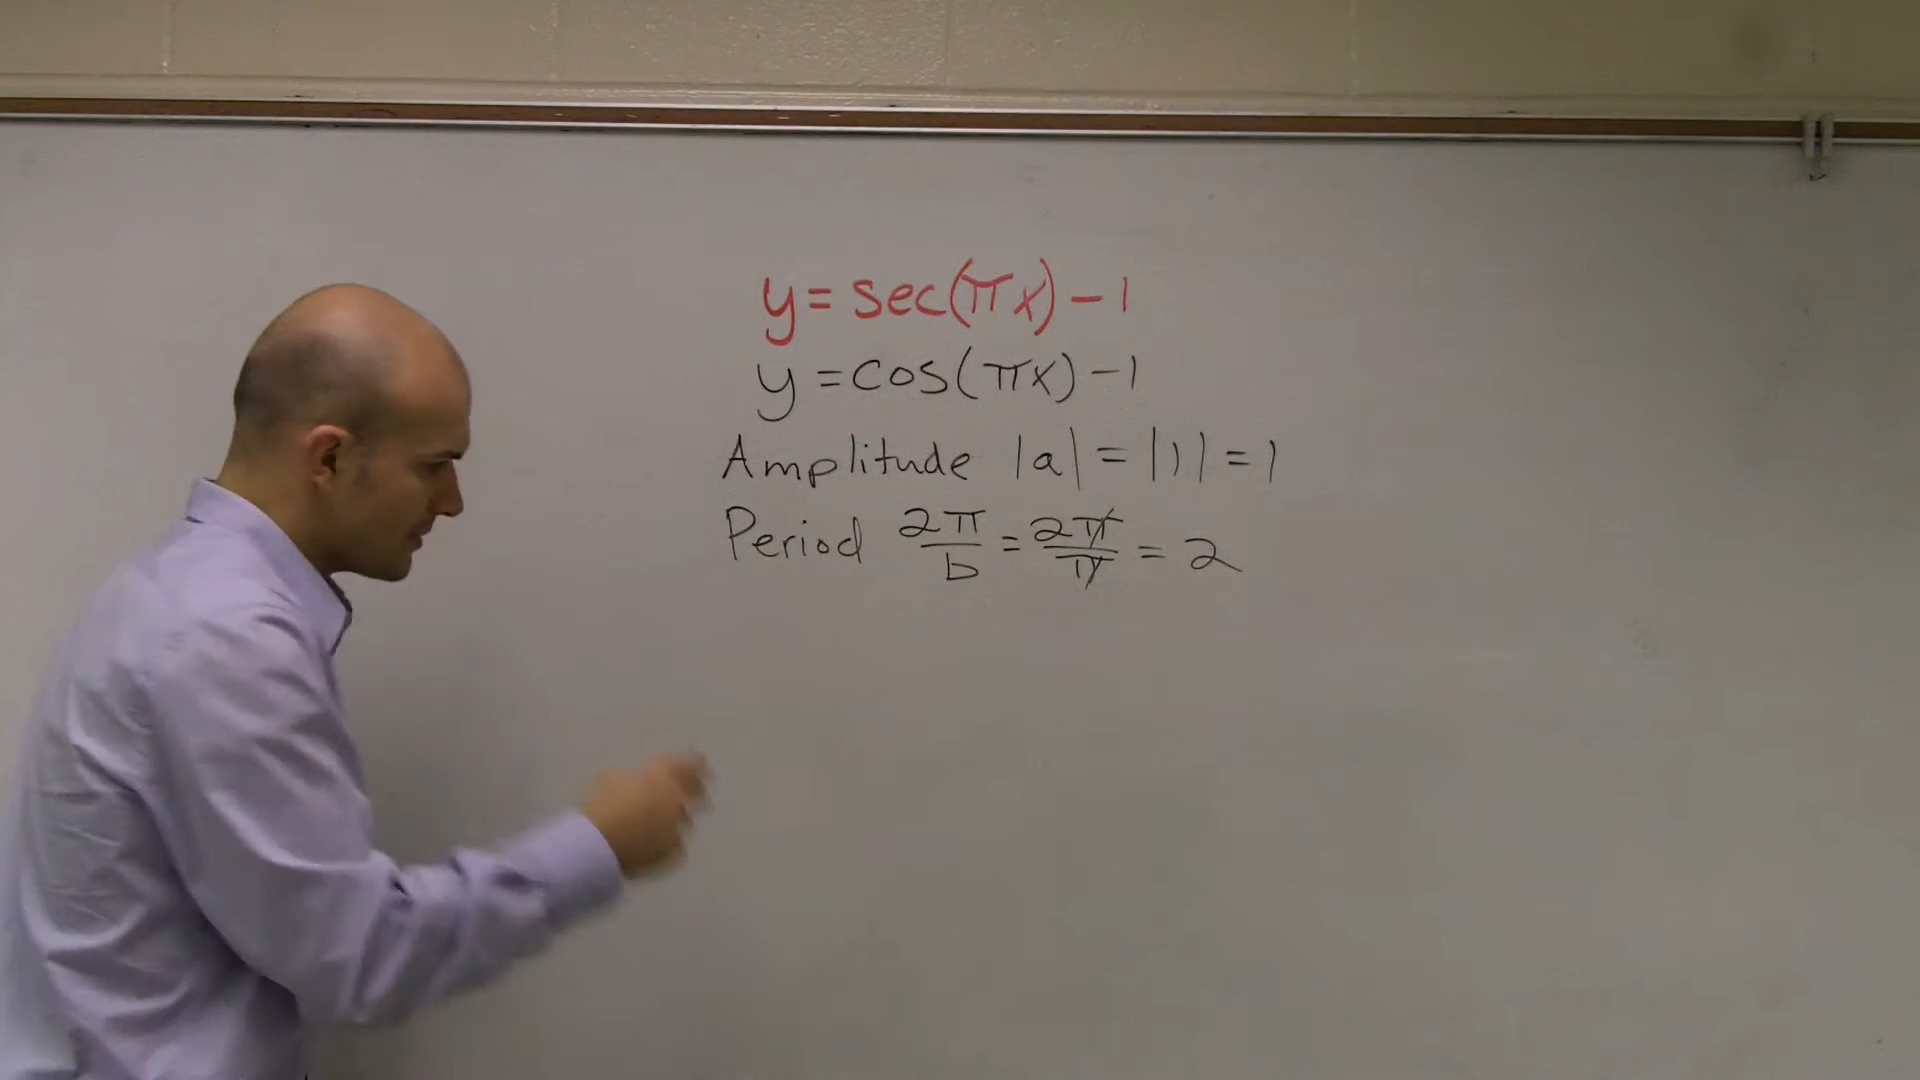 y = sec(πx) - 1
y = cos(πx) - 1
Amplitude |a| = |1| = 1
Period 2π/b = 2π/π = 2